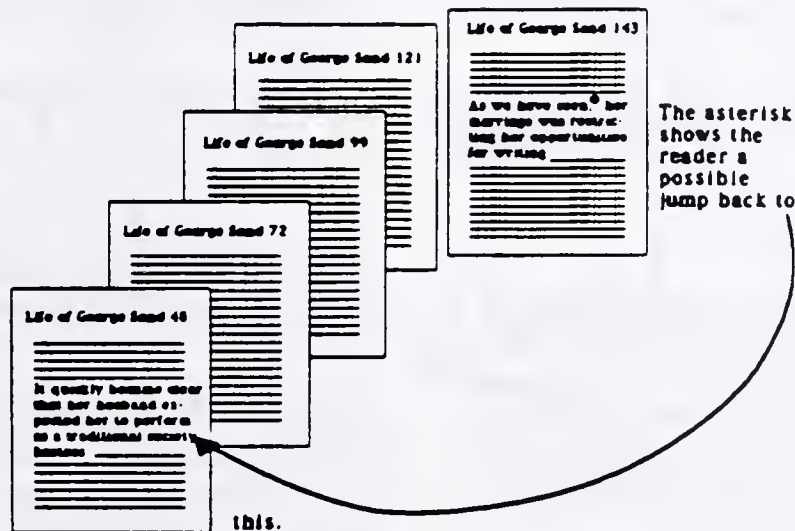 Life of George Sand 143
Life of George Sand 121
As we have seen,* her
marriage was restric-
ting her opportunities
for writing
The asterisk
shows the
reader a
possible
jump back to
Life of George Sand 99
Life of George Sand 72
Life of George Sand 48
It quickly became clear
that her husband ex-
pected her to perform
as a traditional society
hostess
this.